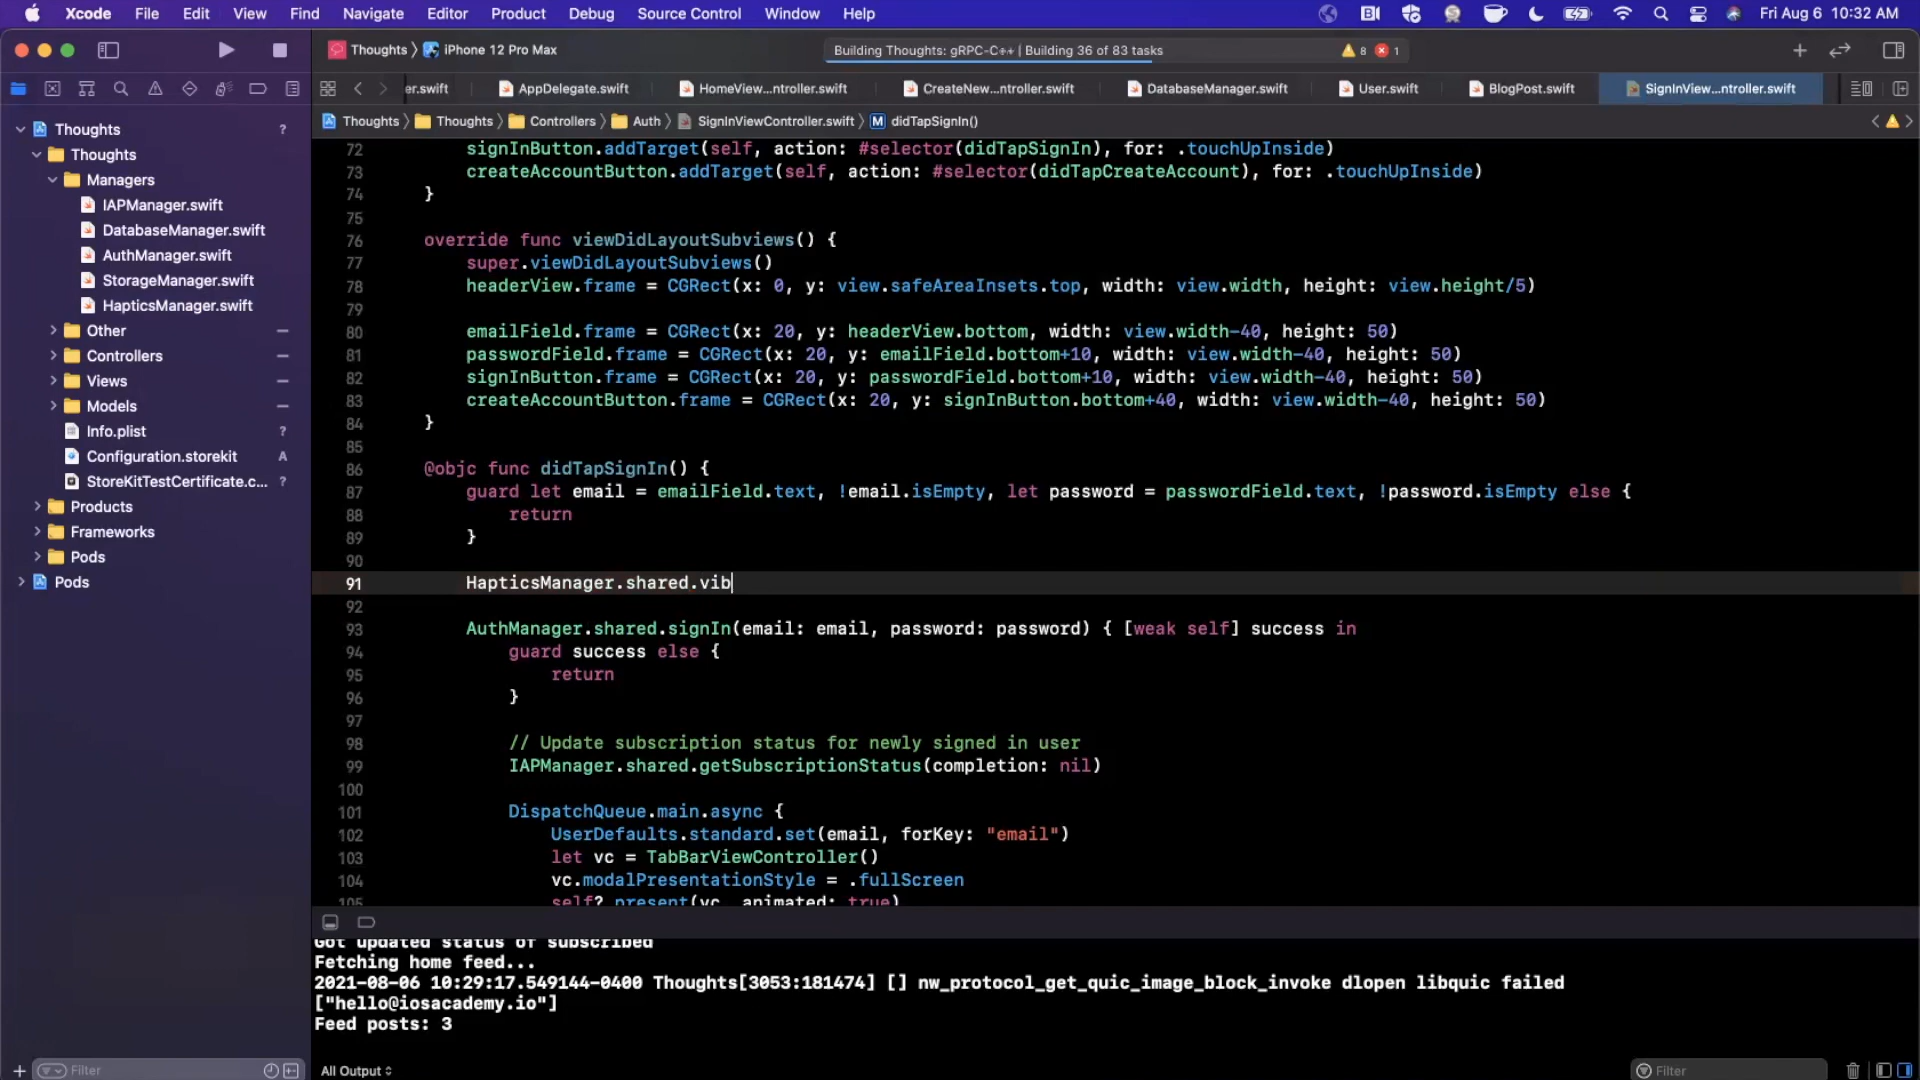 Xcode File Edit View Find Navigate Editor Product Debug Source Control Window Help Fri Aug 6 10:32 AM
Thoughts iPhone 12 Pro Max Building Thoughts: gRPC-C++ | Building 36 of 83 tasks 8 1
er.swift AppDelegate.swift HomeView...ntroller.swift CreateNew...ntroller.swift DatabaseManager.swift User.swift BlogPost.swift SignInView...ntroller.swift
Thoughts Thoughts Controllers Auth SignInViewController.swift M didTapSignIn()
Thoughts ?
Thoughts
Managers
IAPManager.swift
DatabaseManager.swift
AuthManager.swift
StorageManager.swift
HapticsManager.swift
Other
Controllers
Views
Models
Info.plist ?
Configuration.storekit A
StoreKitTestCertificate.c... ?
Products
Frameworks
Pods
Pods
Filter
72 signInButton.addTarget(self, action: #selector(didTapSignIn), for: .touchUpInside)
73 createAccountButton.addTarget(self, action: #selector(didTapCreateAccount), for: .touchUpInside)
74 }
75
76 override func viewDidLayoutSubviews() {
77 super.viewDidLayoutSubviews()
78 headerView.frame = CGRect(x: 0, y: view.safeAreaInsets.top, width: view.width, height: view.height/5)
79
80 emailField.frame = CGRect(x: 20, y: headerView.bottom, width: view.width-40, height: 50)
81 passwordField.frame = CGRect(x: 20, y: emailField.bottom+10, width: view.width-40, height: 50)
82 signInButton.frame = CGRect(x: 20, y: passwordField.bottom+10, width: view.width-40, height: 50)
83 createAccountButton.frame = CGRect(x: 20, y: signInButton.bottom+40, width: view.width-40, height: 50)
84 }
85
86 @objc func didTapSignIn() {
87 guard let email = emailField.text, !email.isEmpty, let password = passwordField.text, !password.isEmpty else {
88 return
89 }
90
91 HapticsManager.shared.vib
92
93 AuthManager.shared.signIn(email: email, password: password) { [weak self] success in
94 guard success else {
95 return
96 }
97
98 // Update subscription status for newly signed in user
99 IAPManager.shared.getSubscriptionStatus(completion: nil)
100
101 DispatchQueue.main.async {
102 UserDefaults.standard.set(email, forKey: "email")
103 let vc = TabBarViewController()
104 vc.modalPresentationStyle = .fullScreen
105 self?.present(vc, animated: true)
Got updated status of subscribed
Fetching home feed...
2021-08-06 10:29:17.549144-0400 Thoughts[3053:181474] [] nw_protocol_get_quic_image_block_invoke dlopen libquic failed
["hello@iosacademy.io"]
Feed posts: 3
All Output Filter